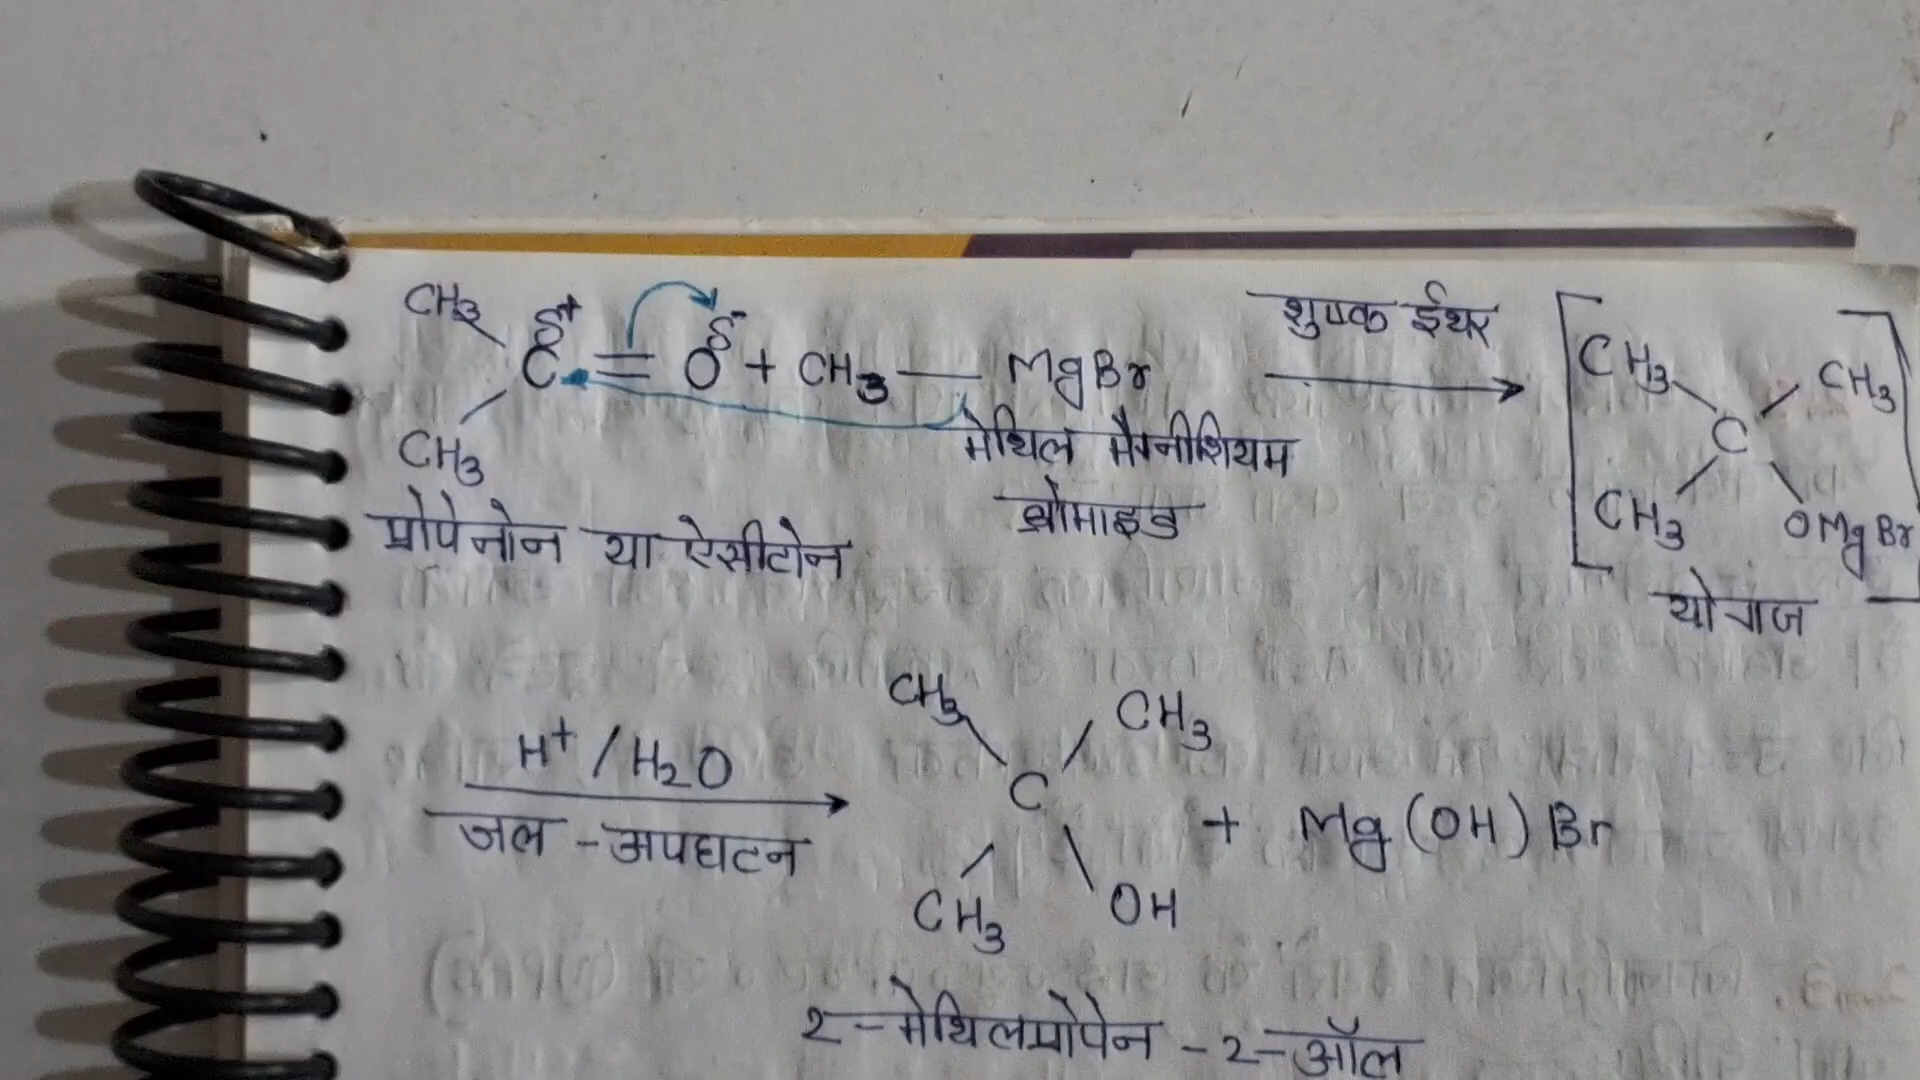 CH3 CH3
δ+ δ- शुष्क ईथर
C = O + CH3 — MgBr → [ C ]
CH3 CH3 OMgBr
मेथिल मैग्नीशियम
ब्रोमाइड
प्रोपेनोन या ऐसीटोन
योगज
CH3 CH3
H+ / H2O
→ C + Mg(OH)Br
जल - अपघटन
CH3 OH
2-मेथिलप्रोपेन - 2-ऑल